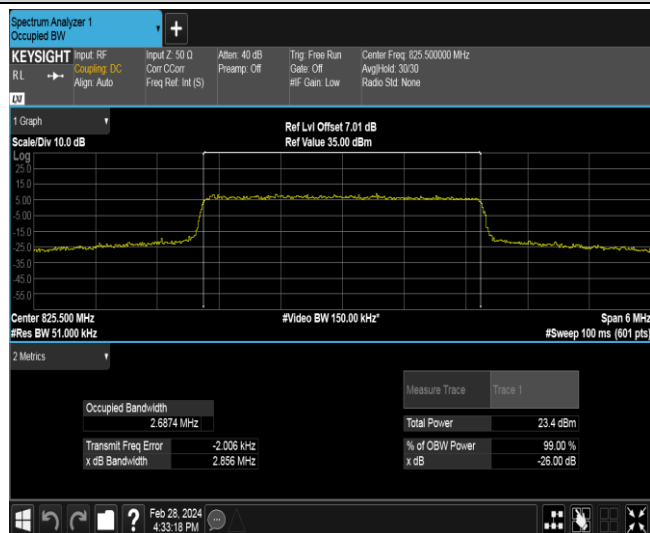 Spectrum Analyzer 1
Occupied BW
+
KEYSIGHT
RL
LXI
Input: RF
Coupling: DC
Align: Auto
Input Z: 50 Ω
Corr CCorr
Freq Ref: Int (S)
Atten: 40 dB
Preamp: Off
Trig: Free Run
Gate: Off
#IF Gain: Low
Center Freq: 825.500000 MHz
Avg|Hold: 30/30
Radio Std: None
1 Graph
Scale/Div 10.0 dB
Ref Lvl Offset 7.01 dB
Ref Value 35.00 dBm
Log
25.0
15.0
5.00
-5.00
-15.0
-25.0
-35.0
-45.0
-55.0
Center 825.500 MHz
#Res BW 51.000 kHz
#Video BW 150.00 kHz*
Span 6 MHz
#Sweep 100 ms (601 pts)
2 Metrics
Measure Trace Trace 1
Occupied Bandwidth
2.6874 MHz
Total Power 23.4 dBm
Transmit Freq Error -2.006 kHz
% of OBW Power 99.00 %
x dB Bandwidth 2.856 MHz
x dB -26.00 dB
?
Feb 28, 2024
4:33:18 PM